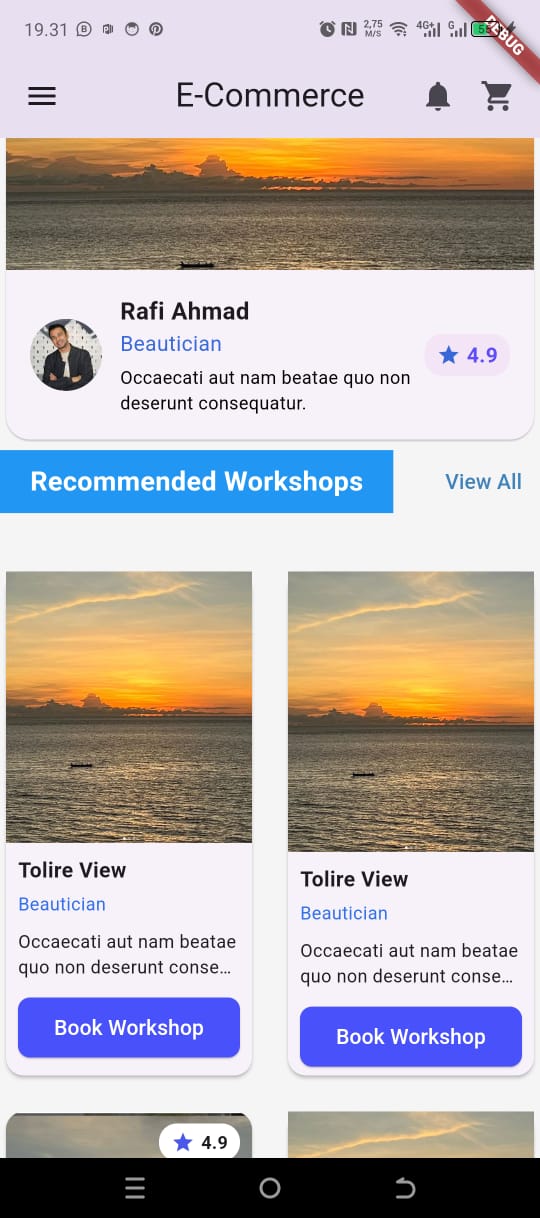 19.31
2,75
M/S
4G+
G
DEBUG
E-Commerce
Rafi Ahmad
Beautician
Occaecati aut nam beatae quo non
deserunt consequatur.
4.9
Recommended Workshops
View All
Tolire View
Beautician
Occaecati aut nam beatae
quo non deserunt conse...
Book Workshop
Tolire View
Beautician
Occaecati aut nam beatae
quo non deserunt conse...
Book Workshop
4.9